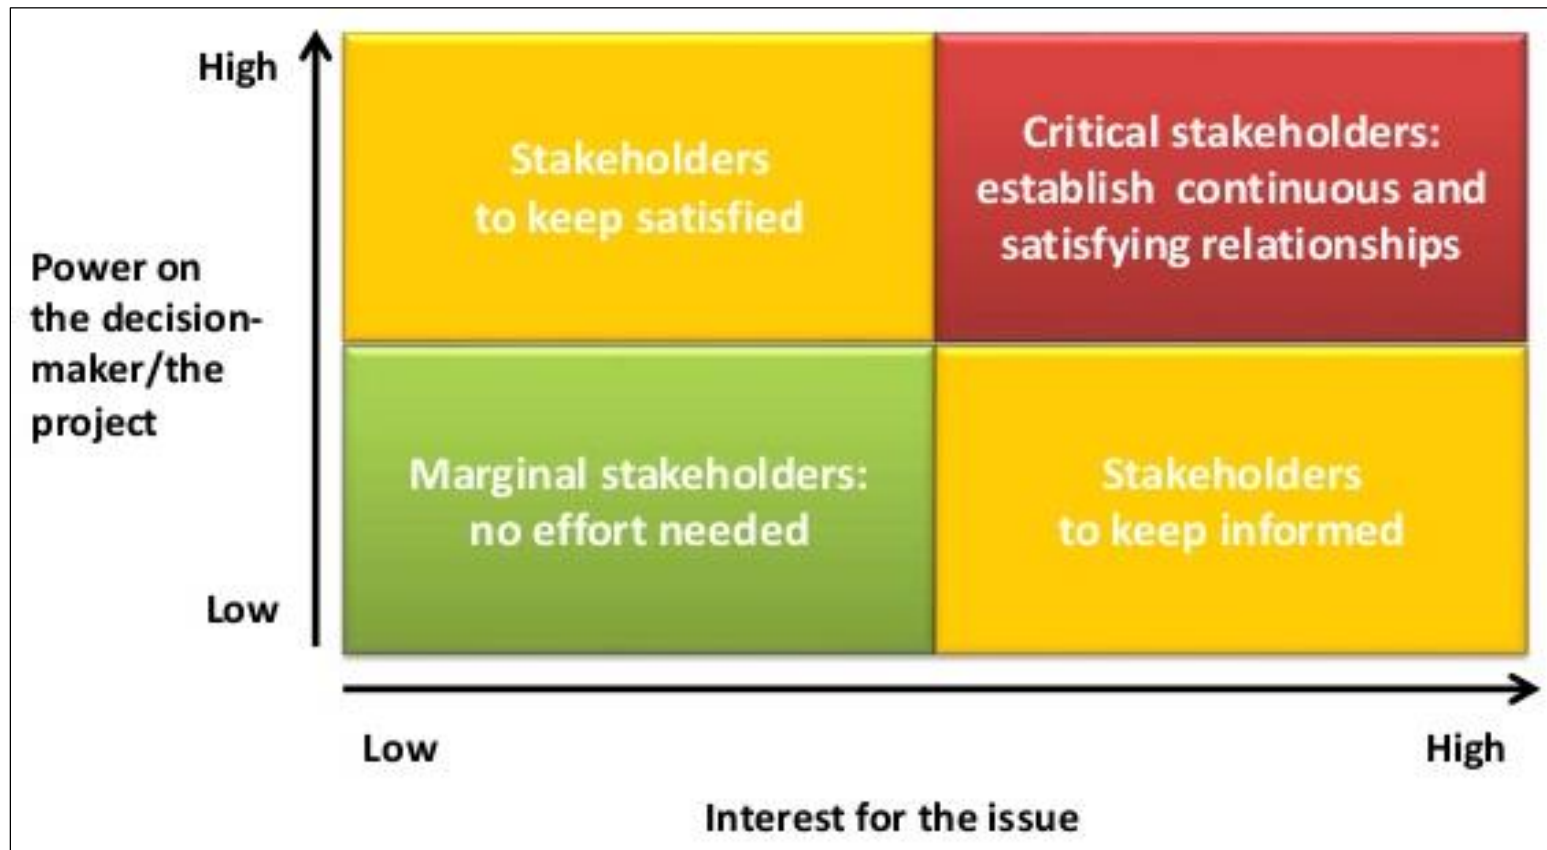 High
Stakeholders
to keep satisfied
Critical stakeholders:
establish continuous and
satisfying relationships
Power on
the decision-
maker/the
project
Marginal stakeholders:
no effort needed
Stakeholders
to keep informed
Low
Low
High
Interest for the issue